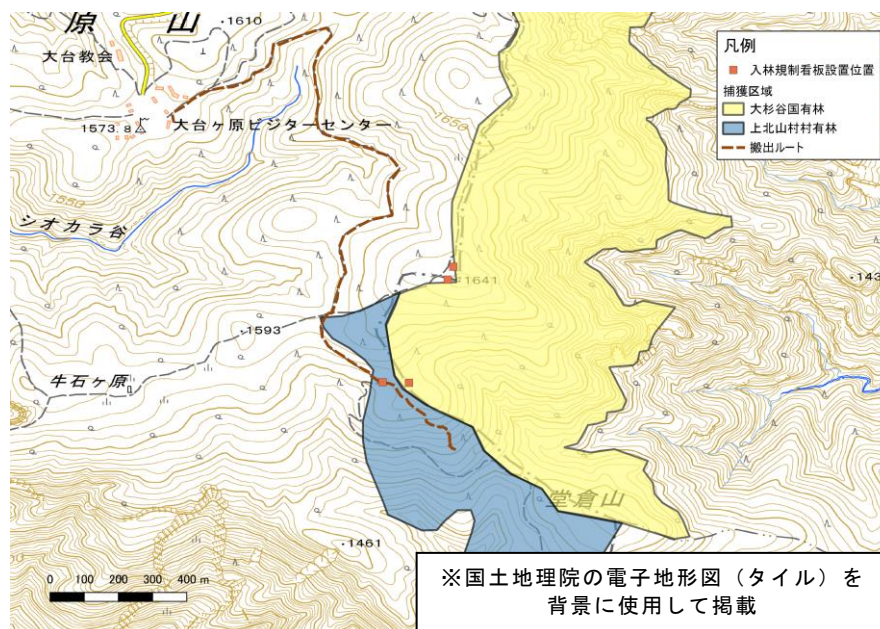 原 山
1610
大台教会
1573.8
大台ヶ原ビジターセンター
1650
1550
シオカラ谷
1641
143
1593
牛石ヶ原
堂倉山
1461
凡例
入林規制看板設置位置
捕獲区域
大杉谷国有林
上北山村村有林
搬出ルート
0 100 200 300 400 m
※国土地理院の電子地形図（タイル）を
背景に使用して掲載